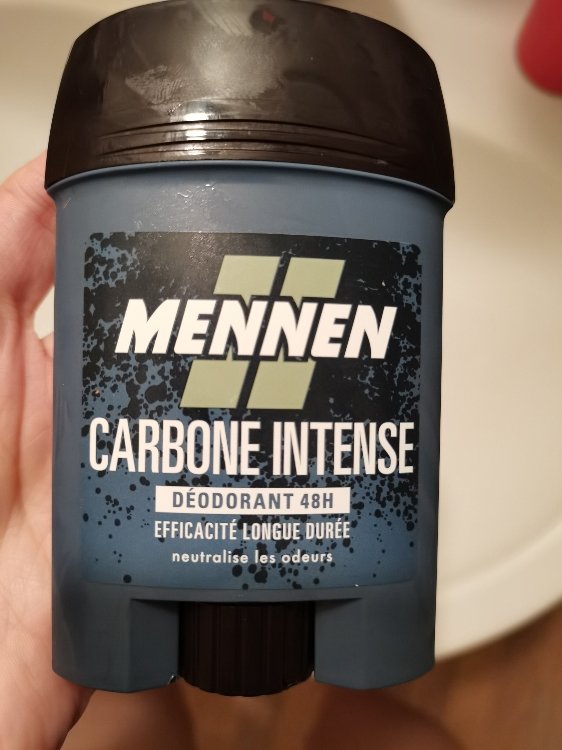 MENNEN
CARBONE INTENSE
DÉODORANT 48H
EFFICACITÉ LONGUE DURÉE
neutralise les odeurs